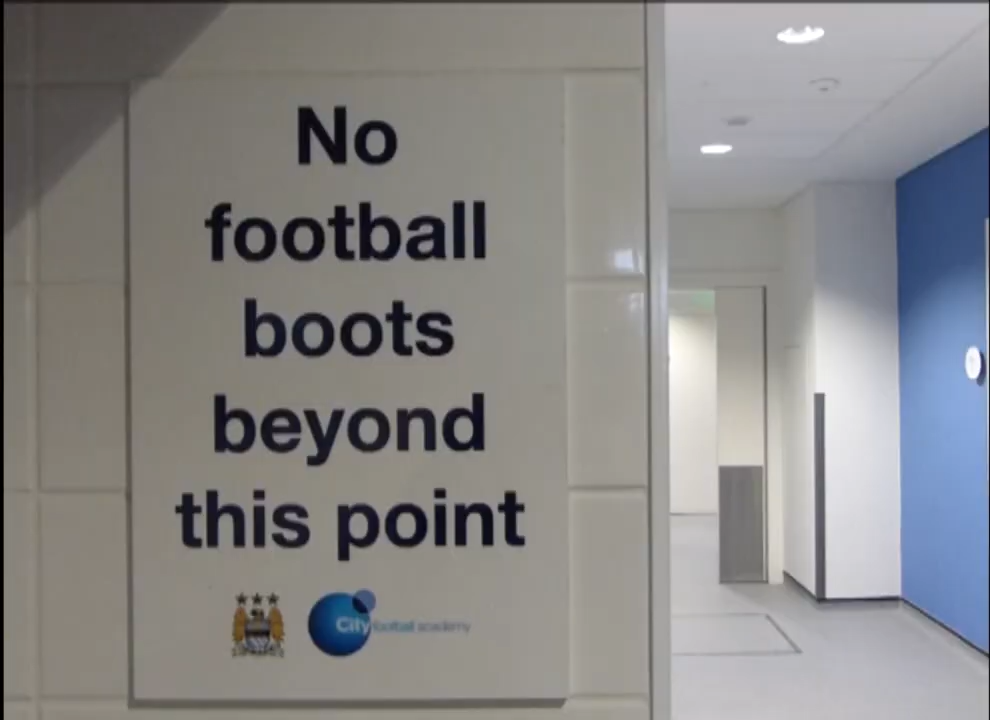 No
football
boots
beyond
this point
City football academy